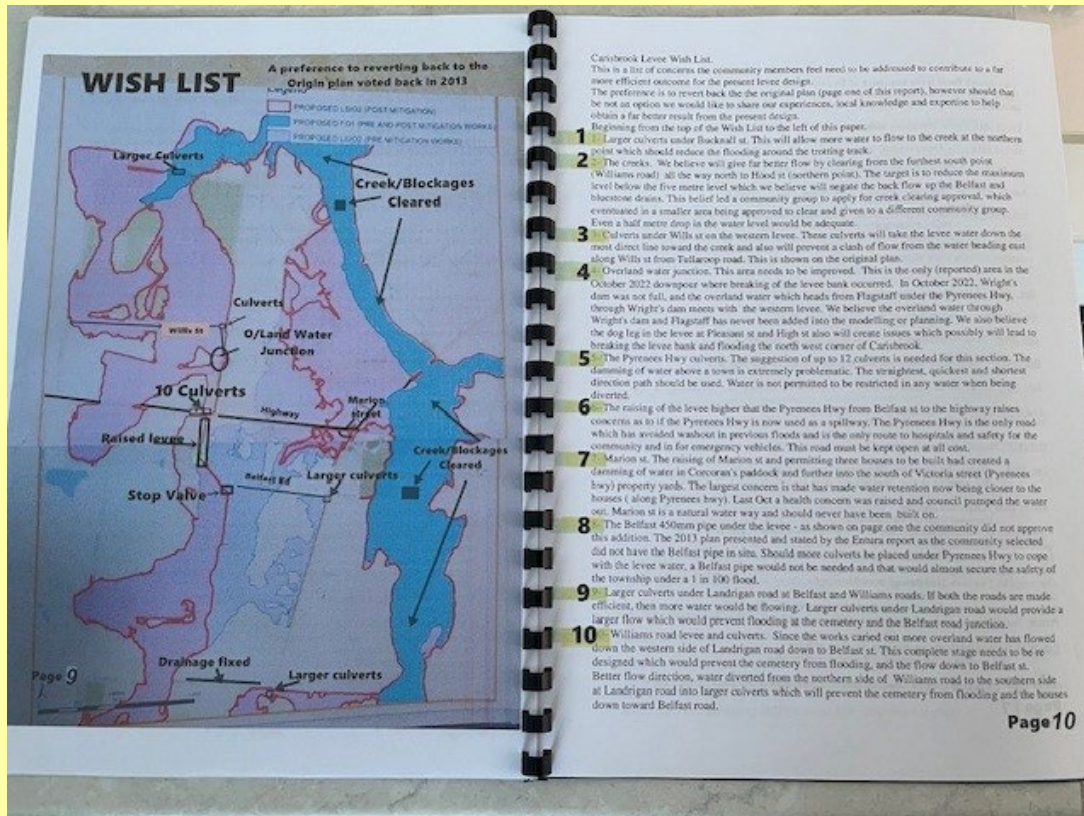 WISH LIST
A preference to reverting back to the
Origin plan voted back in 2013
PROPOSED LG02 (POST MITIGATION)
PROPOSED TO1 (PRE AND POST MITIGATION WORKS)
PROPOSED LG02 (PRE MITIGATION WORKS)
Larger Culverts
Creek/Blockages
Cleared
Culverts
Wills St
O/Land Water
Junction
10 Culverts
Highway
Marion
street
Raised levee
Creek/Blockages
Cleared
Belfast Rd
Larger culverts
Stop Valve
Drainage fixed
Larger culverts
Page 9
Carisbrook Levee Wish List.
This is a list of concerns the community members feel need to be addressed to contribute to a far
more efficient outcome for the present levee design.
The preference is to revert back the the original plan (page one of this report), however should that
be not an option we would like to share our experiences, local knowledge and expertise to help
obtain a far better result from the present design.
Beginning from the top of the Wish List to the left of this paper.
1 Larger culverts under Bucknall st. This will allow more water to flow to the creek at the northern
point which should reduce the flooding around the trotting track.
2 The creeks. We believe will give far better flow by clearing from the furthest south point
(Williams road) all the way north to Hood st (northern point). The target is to reduce the maximum
level below the five metre level which we believe will negate the back flow up the Belfast and
bluestone drains. This belief led a community group to apply for creek clearing approval, which
eventuated in a smaller area being approved to clear and given to a different community group.
Even a half metre drop in the water level would be adequate.
3 Culverts under Wills st on the western levee. These culverts will take the levee water down the
most direct line toward the creek and also will prevent a clash of flow from the water heading east
along Wills st from Tullaroop road. This is shown on the original plan.
4 Overland water junction. This area needs to be improved. This is the only (reported) area in the
October 2022 downpour where breaking of the levee bank occurred. In October 2022, Wright's
dam was not full, and the overland water which heads from Flagstaff under the Pyrenees Hwy,
through Wright's dam meets with the western levee. We believe the overland water through
Wright's dam and Flagstaff has never been added into the modelling or planning. We also believe
the dog leg in the levee at Pleasant st and High st also will create issues which possibly will lead to
breaking the levee bank and flooding the north west corner of Carisbrook.
5 The Pyrenees Hwy culverts. The suggestion of up to 12 culverts is needed for this section. The
damming of water above a town is extremely problematic. The straightest, quickest and shortest
direction path should be used. Water is not permitted to be restricted in any water when being
diverted.
6 The raising of the levee higher that the Pyrenees Hwy from Belfast st to the highway raises
concerns as to if the Pyrenees Hwy is now used as a spillway. The Pyrenees Hwy is the only road
which has avoided washout in previous floods and is the only route to hospitals and safety for the
community and in for emergency vehicles. This road must be kept open at all cost.
7 Marion st. The raising of Marion st and permitting three houses to be built had created a
damming of water in Corcoran's paddock and further into the south of Victoria street (Pyrenees
hwy) property yards. The largest concern is that has made water retention now being closer to the
houses ( along Pyrenees hwy). Last Oct a health concern was raised and council pumped the water
out. Marion st is a natural water way and should never have been built on.
8 The Belfast 450mm pipe under the levee - as shown on page one the community did not approve
this addition. The 2013 plan presented and stated by the Entura report as the community selected
did not have the Belfast pipe in situ. Should more culverts be placed under Pyrenees Hwy to cope
with the levee water, a Belfast pipe would not be needed and that would almost secure the safety of
the township under a 1 in 100 flood.
9 Larger culverts under Landrigan road at Belfast and Williams roads. If both the roads are made
efficient, then more water would be flowing. Larger culverts under Landrigan road would provide a
larger flow which would prevent flooding at the cemetery and the Belfast road junction.
10 Williams road levee and culverts. Since the works carried out more overland water has flowed
down the western side of Landrigan road down to Belfast st. This complete stage needs to be re
designed which would prevent the cemetery from flooding, and the flow down to Belfast st.
Better flow direction, water diverted from the northern side of Williams road to the southern side
at Landrigan road into larger culverts which will prevent the cemetery from flooding and the houses
down toward Belfast road.
Page 10